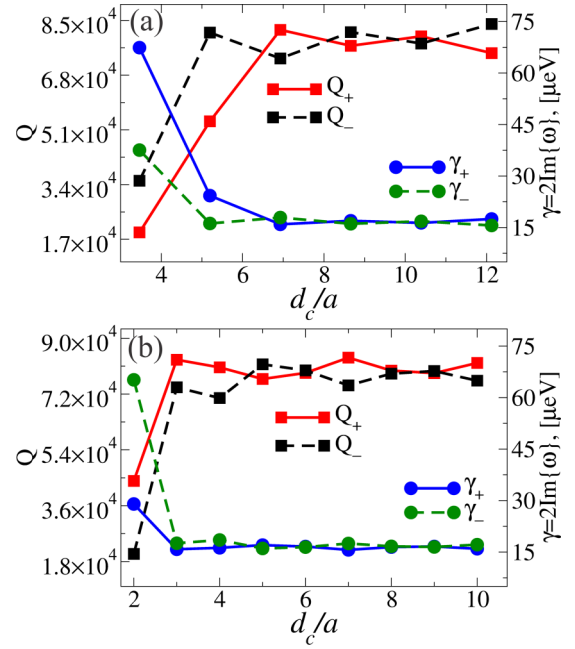 (a)
8.5×10⁴
6.8×10⁴
5.1×10⁴
3.4×10⁴
1.7×10⁴
Q
Q₊
Q₋
γ₊
γ₋
75
60
45
30
15
γ=2Im{ω}, [μeV]
4 6 8 10 12
d_c/a
(b)
9.0×10⁴
7.2×10⁴
5.4×10⁴
3.6×10⁴
1.8×10⁴
Q
Q₊
Q₋
γ₊
γ₋
75
60
45
30
15
γ=2Im{ω}, [μeV]
2 4 6 8 10
d_c/a